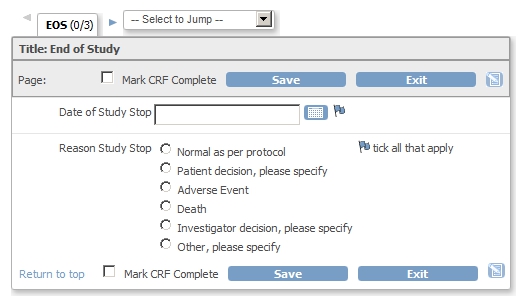 EOS (0/3)
-- Select to Jump --
Title: End of Study
Page: Mark CRF Complete Save Exit
Date of Study Stop
Reason Study Stop Normal as per protocol tick all that apply
Patient decision, please specify
Adverse Event
Death
Investigator decision, please specify
Other, please specify
Return to top Mark CRF Complete Save Exit